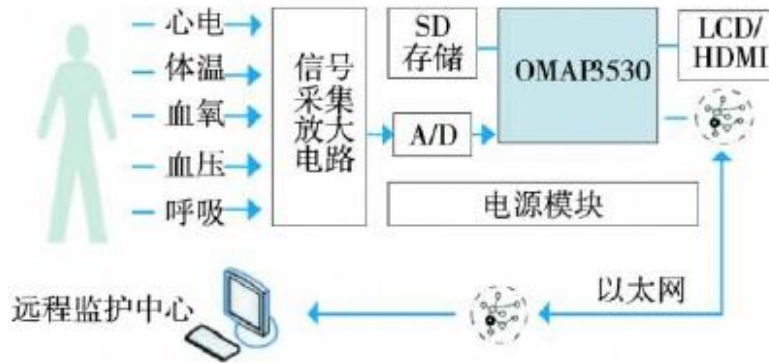 心电
体温
血氧
血压
呼吸
信号
采集
放大
电路
SD
存储
A/D
OMAP3530
LCD/
HDMI
电源模块
以太网
远程监护中心